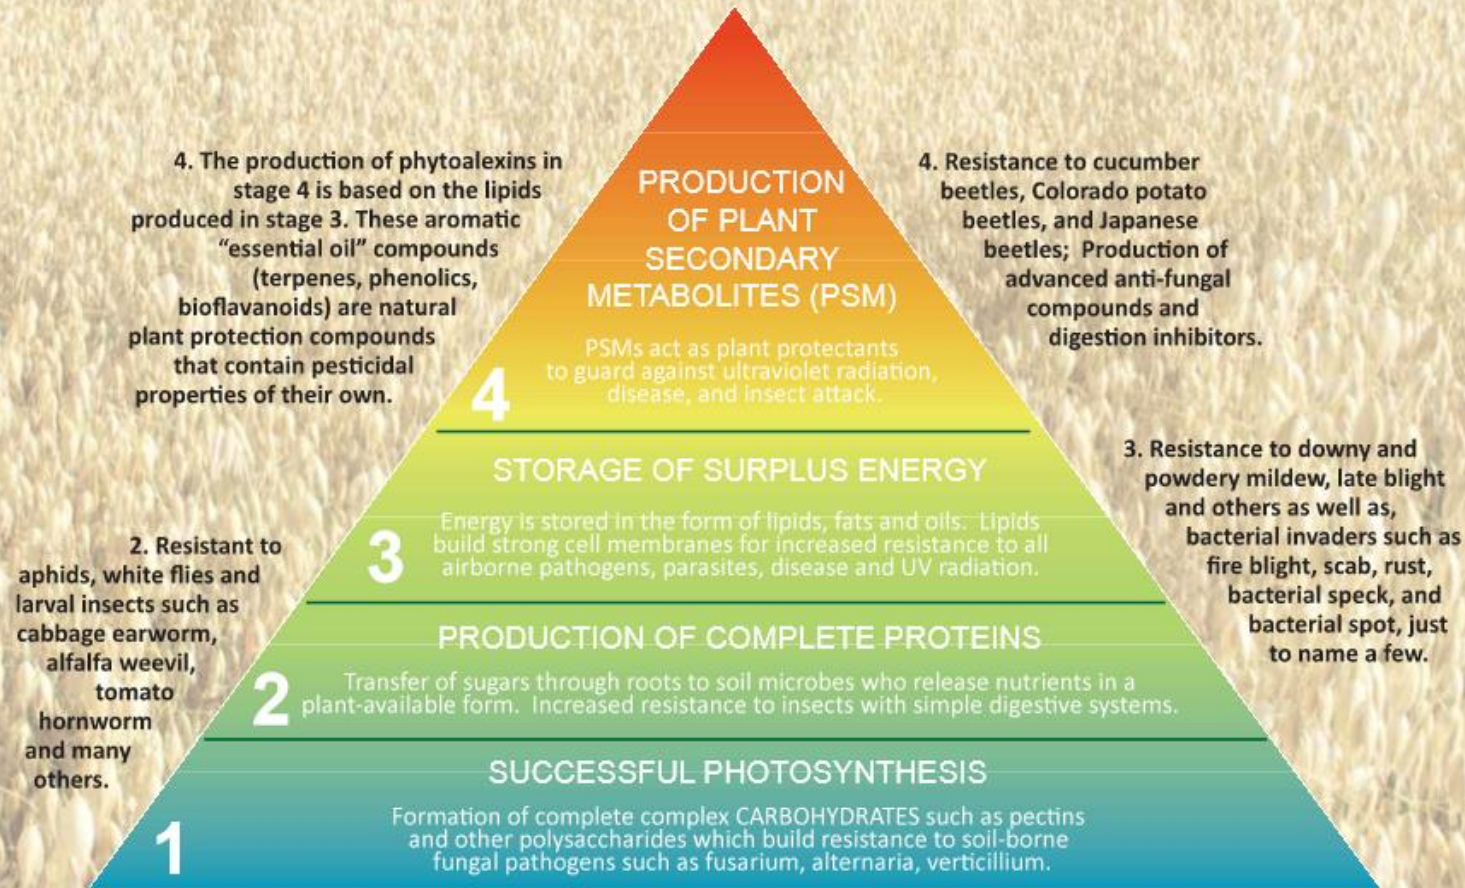 4. The production of phytoalexins in
stage 4 is based on the lipids
produced in stage 3. These aromatic
“essential oil” compounds
(terpenes, phenolics,
bioflavanoids) are natural
plant protection compounds
that contain pesticidal
properties of their own.
PRODUCTION
OF PLANT
SECONDARY
METABOLITES (PSM)
PSMs act as plant protectants
to guard against ultraviolet radiation,
disease, and insect attack.
4
4. Resistance to cucumber
beetles, Colorado potato
beetles, and Japanese
beetles; Production of
advanced anti-fungal
compounds and
digestion inhibitors.
STORAGE OF SURPLUS ENERGY
Energy is stored in the form of lipids, fats and oils. Lipids
build strong cell membranes for increased resistance to all
airborne pathogens, parasites, disease and UV radiation.
3
3. Resistance to downy and
powdery mildew, late blight
and others as well as,
bacterial invaders such as
fire blight, scab, rust,
bacterial speck, and
bacterial spot, just
to name a few.
2. Resistant to
aphids, white flies and
larval insects such as
cabbage earworm,
alfalfa weevil,
tomato
hornworm
and many
others.
PRODUCTION OF COMPLETE PROTEINS
2
Transfer of sugars through roots to soil microbes who release nutrients in a
plant-available form. Increased resistance to insects with simple digestive systems.
SUCCESSFUL PHOTOSYNTHESIS
1
Formation of complete complex CARBOHYDRATES such as pectins
and other polysaccharides which build resistance to soil-borne
fungal pathogens such as fusarium, alternaria, verticillium.